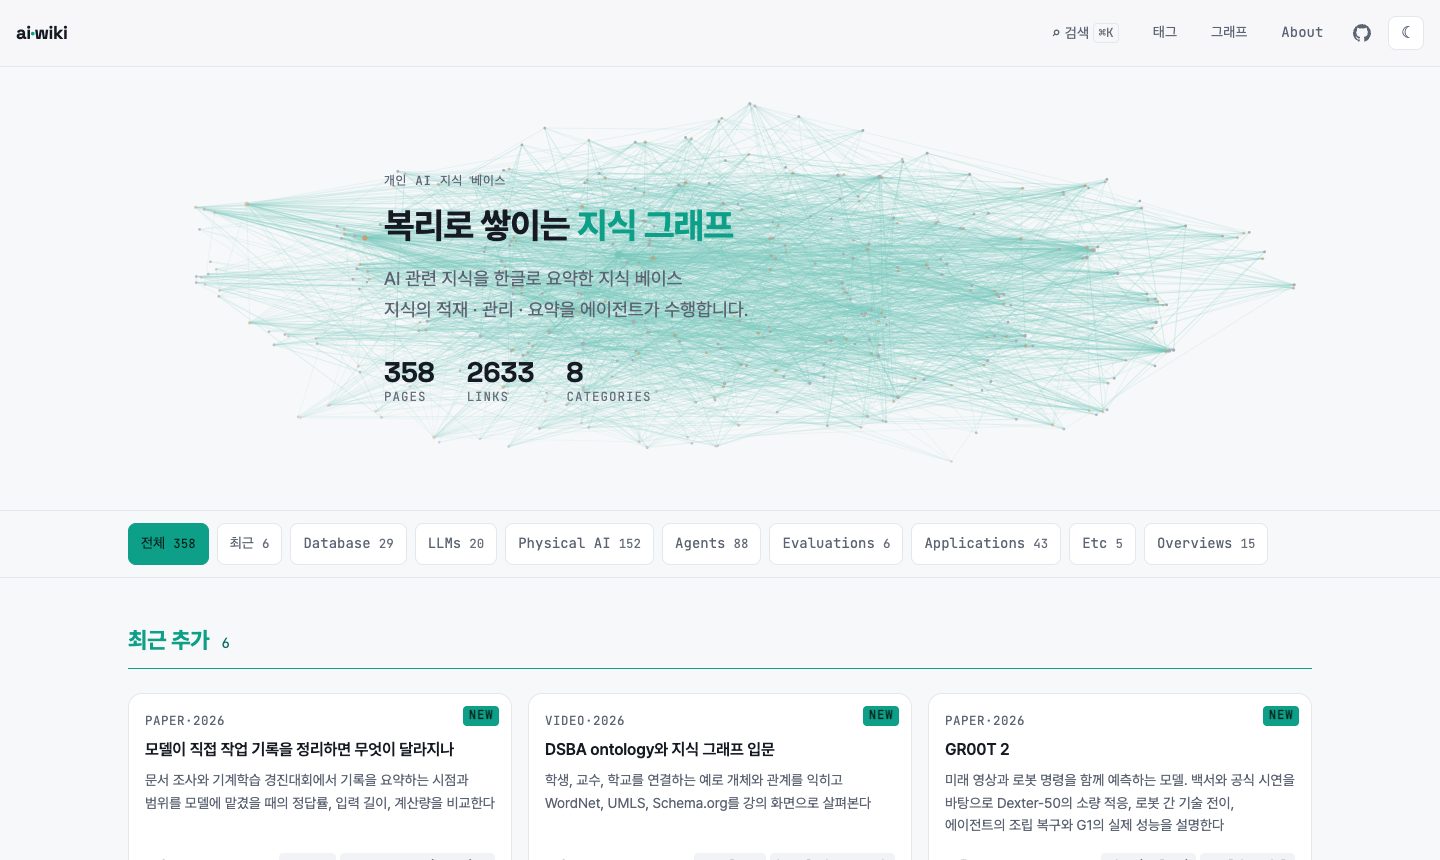 ai·wiki
검색 ⌘K
태그
그래프
About
개인 AI 지식 베이스
복리로 쌓이는 지식 그래프
AI 관련 지식을 한글로 요약한 지식 베이스
지식의 적재 · 관리 · 요약을 에이전트가 수행합니다.
358 2633 8
PAGES LINKS CATEGORIES
전체 358
최근 6
Database 29
LLMs 20
Physical AI 152
Agents 88
Evaluations 6
Applications 43
Etc 5
Overviews 15
최근 추가 6
PAPER·2026 NEW
모델이 직접 작업 기록을 정리하면 무엇이 달라지나
문서 조사와 기계학습 경진대회에서 기록을 요약하는 시점과
범위를 모델에 맡겼을 때의 정답률, 입력 길이, 계산량을 비교한다
VIDEO·2026 NEW
DSBA ontology와 지식 그래프 입문
학생, 교수, 학교를 연결하는 예로 개체와 관계를 익히고
WordNet, UMLS, Schema.org를 강의 화면으로 살펴본다
PAPER·2026 NEW
GR00T 2
미래 영상과 로봇 명령을 함께 예측하는 모델. 백서와 공식 시연을
바탕으로 Dexter-50의 소량 적응, 로봇 간 기술 전이,
에이전트의 조립 복구와 G1의 실제 성능을 설명한다